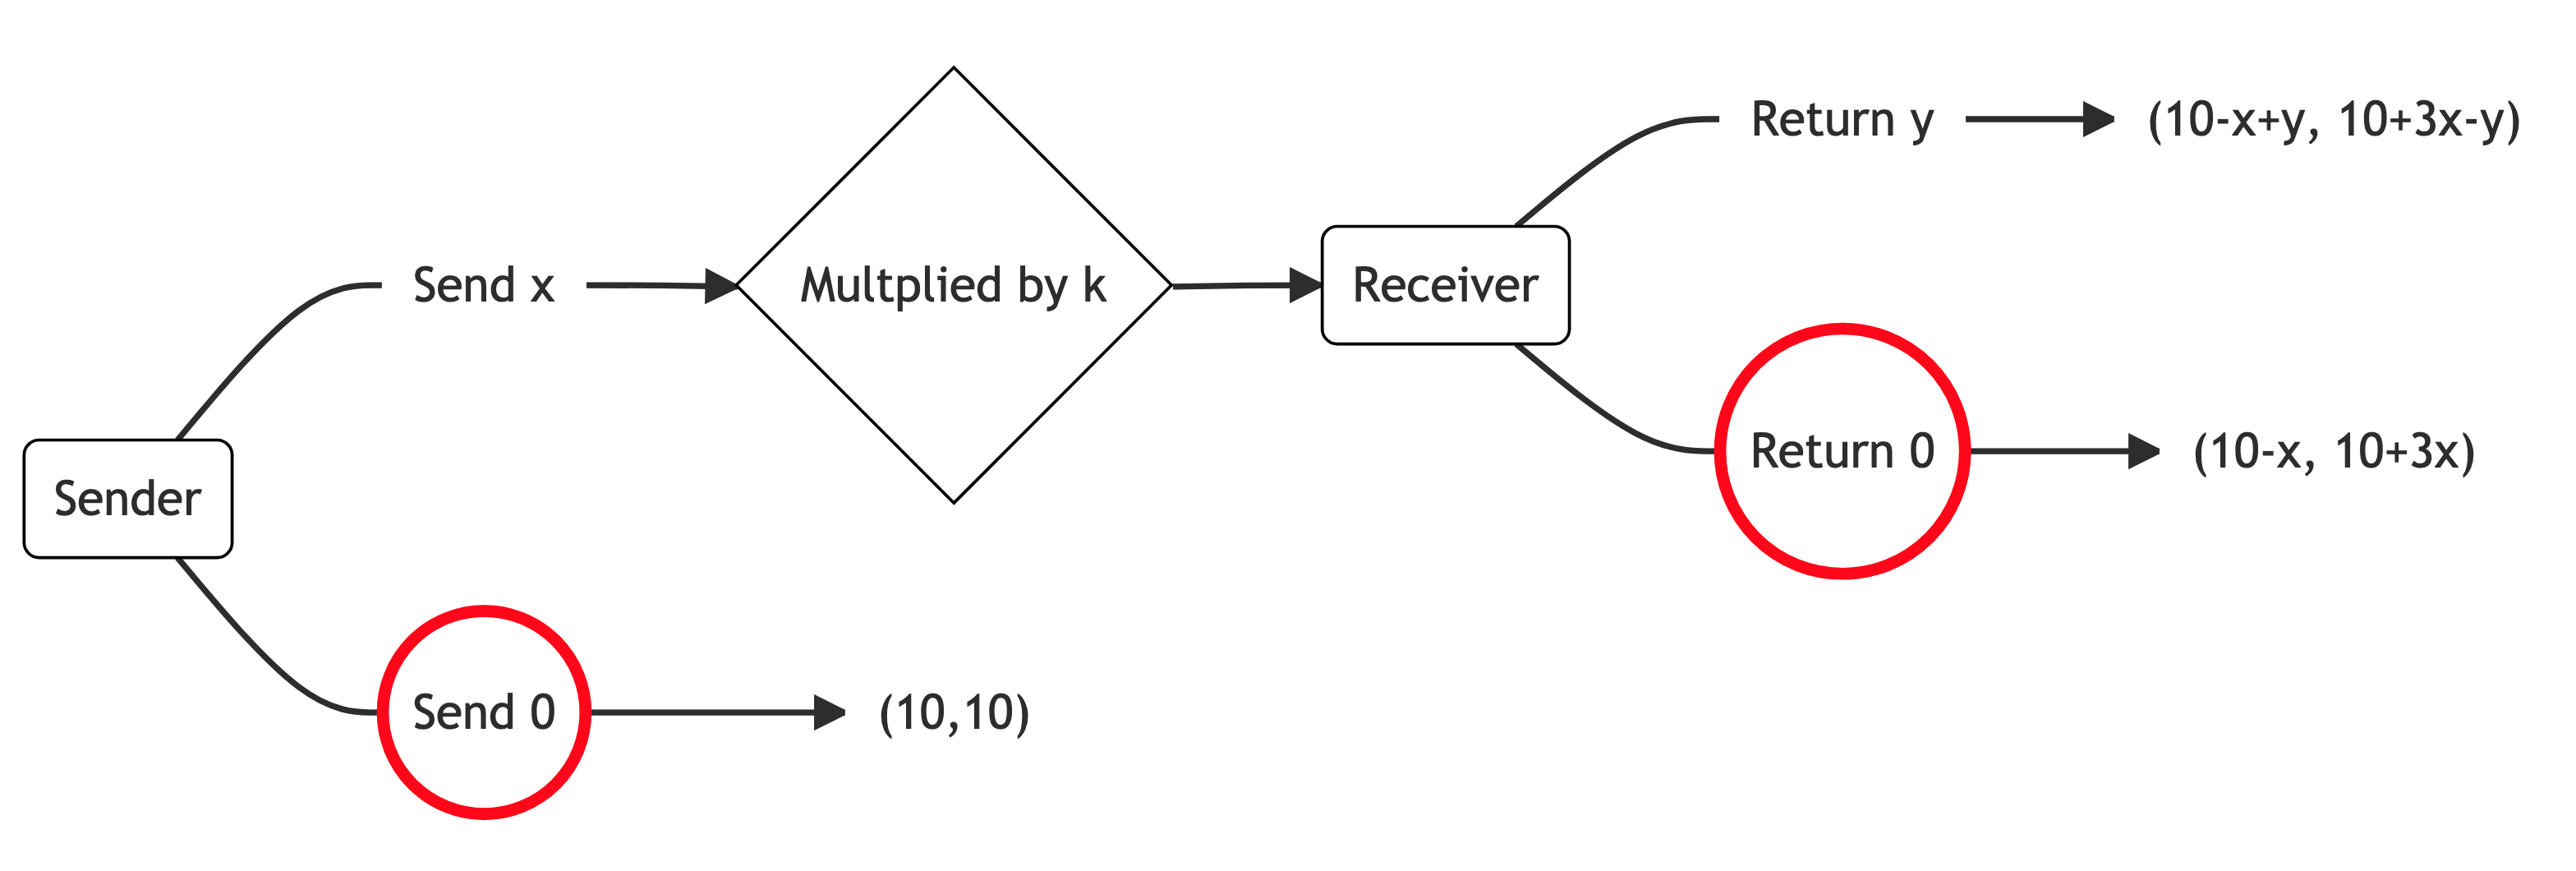 Sender
Send x
Multplied by k
Receiver
Return y
(10-x+y, 10+3x-y)
Return 0
(10-x, 10+3x)
Send 0
(10,10)